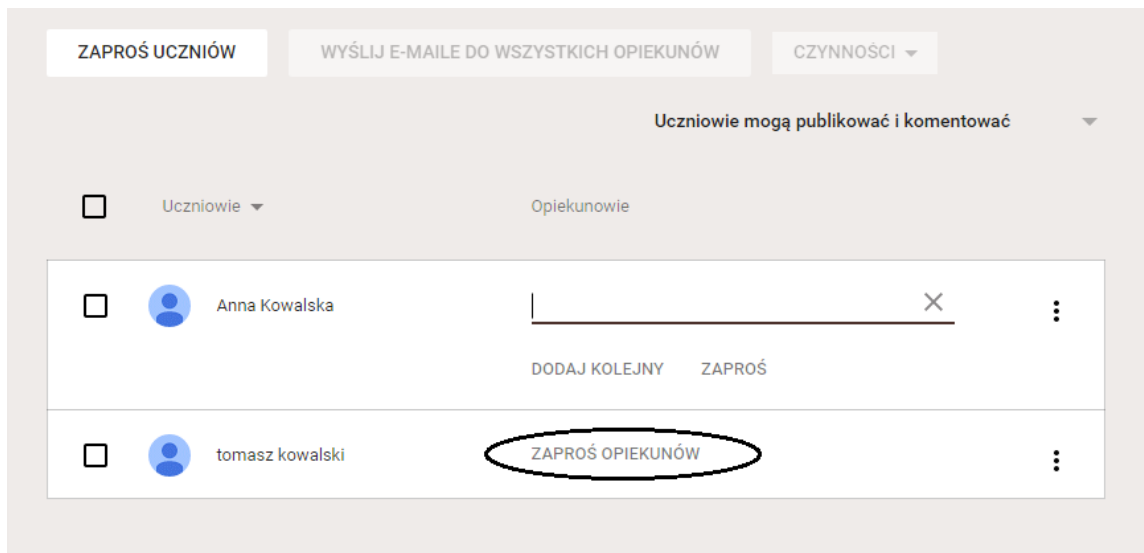 ZAPROŚ UCZNIÓW WYŚLIJ E-MAILE DO WSZYSTKICH OPIEKUNÓW CZYNNOŚCI
Uczniowie mogą publikować i komentować
Uczniowie Opiekunowie
Anna Kowalska
DODAJ KOLEJNY ZAPROŚ
tomasz kowalski ZAPROŚ OPIEKUNÓW